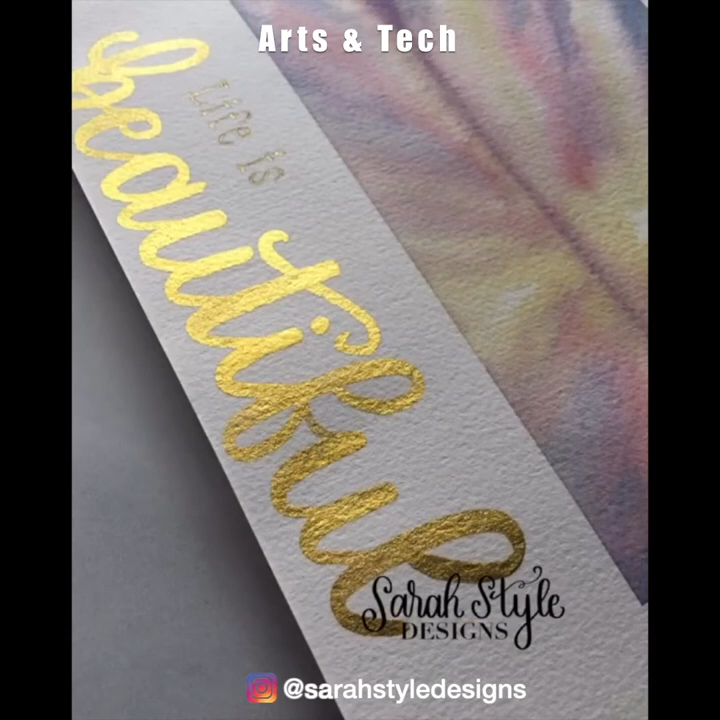 Arts & Tech
Life is
beautiful
Sarah Style
DESIGNS
@sarahstyledesigns